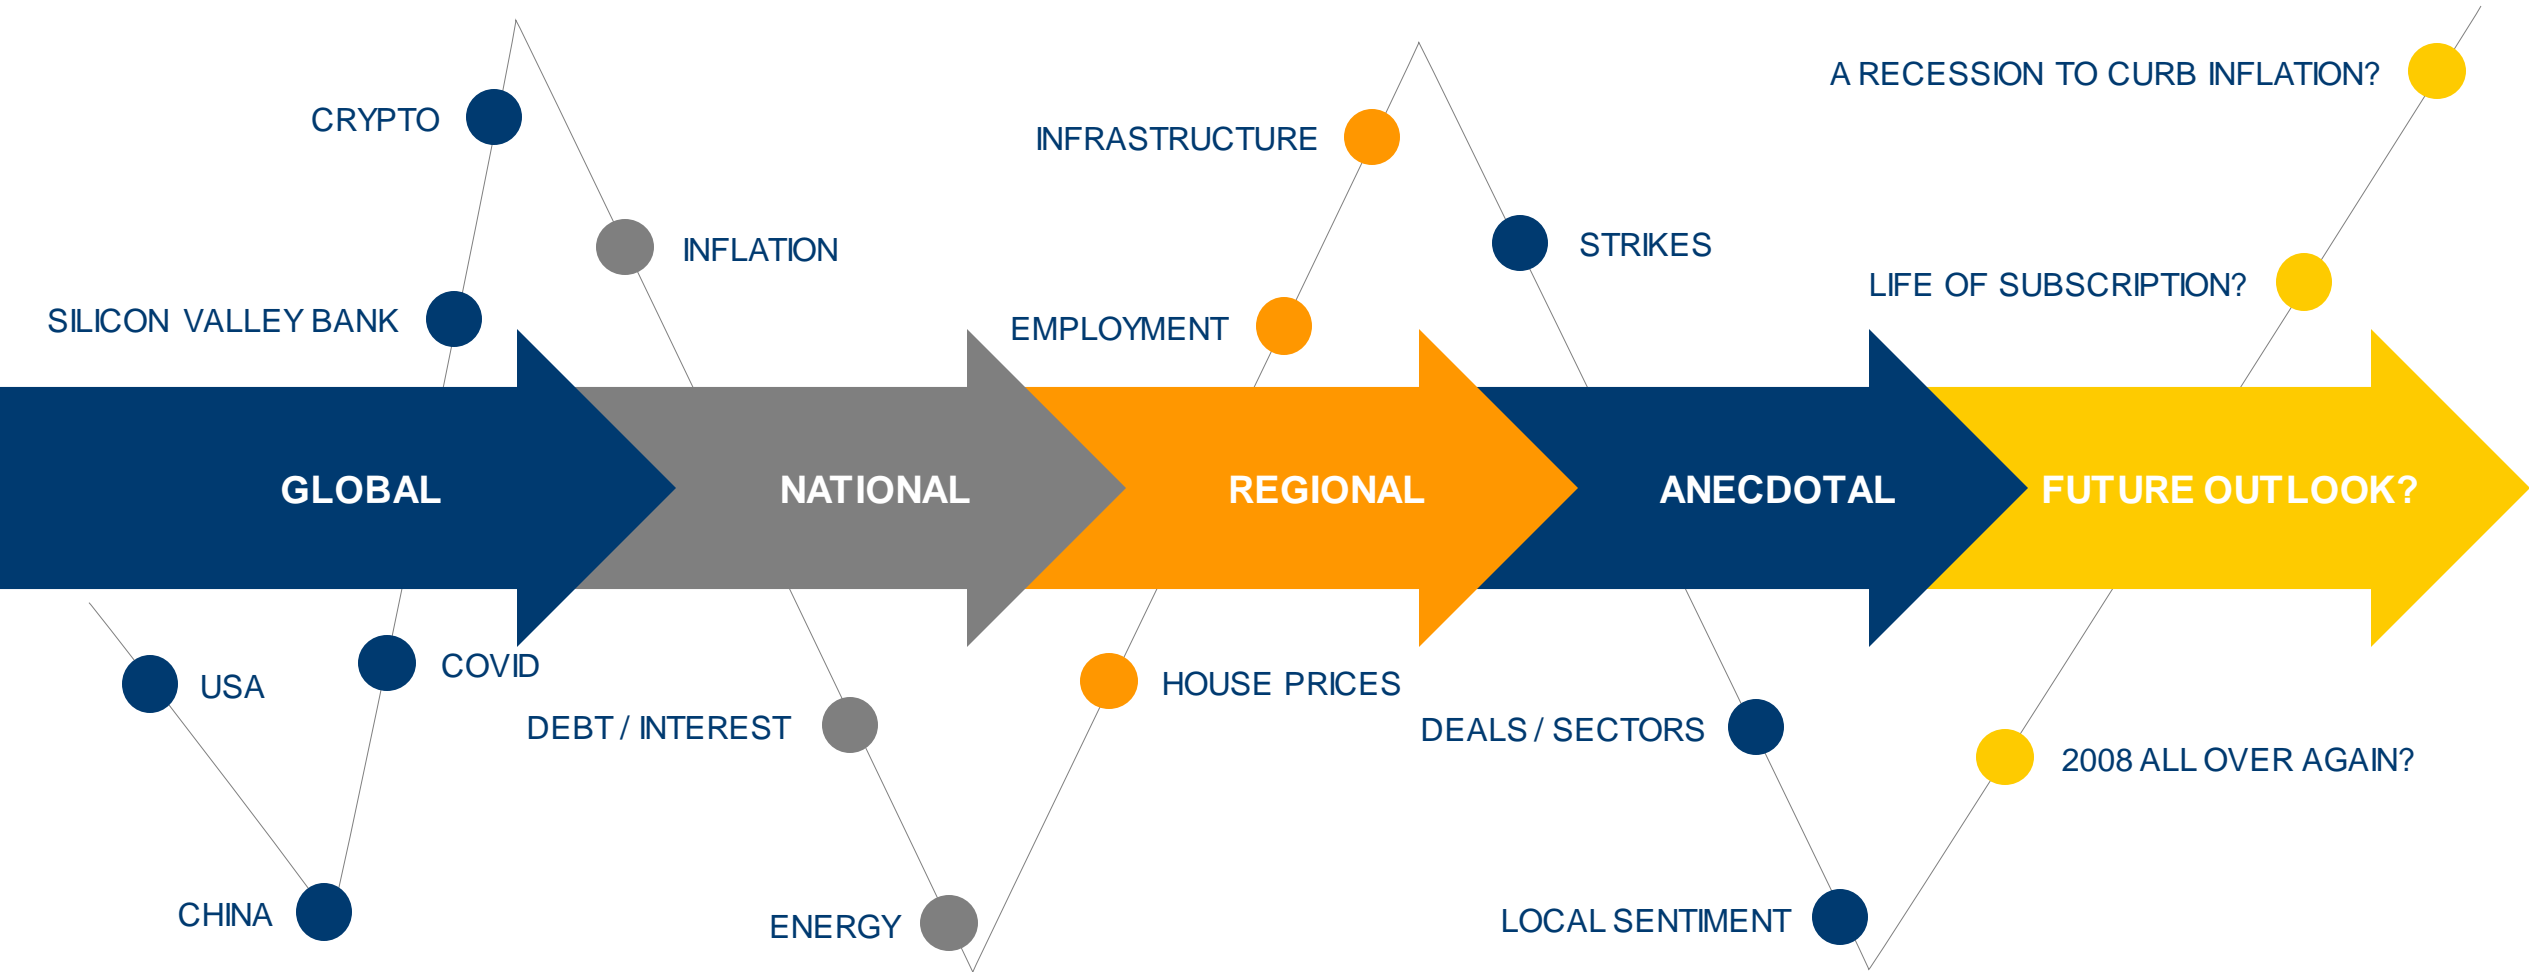 A RECESSION TO CURB INFLATION?
CRYPTO
INFRASTRUCTURE
STRIKES
INFLATION
LIFE OF SUBSCRIPTION?
SILICON VALLEY BANK
EMPLOYMENT
GLOBAL
NATIONAL
REGIONAL
ANECDOTAL
FUTURE OUTLOOK?
COVID
USA
HOUSE PRICES
DEBT / INTEREST
DEALS / SECTORS
2008 ALL OVER AGAIN?
CHINA
ENERGY
LOCAL SENTIMENT